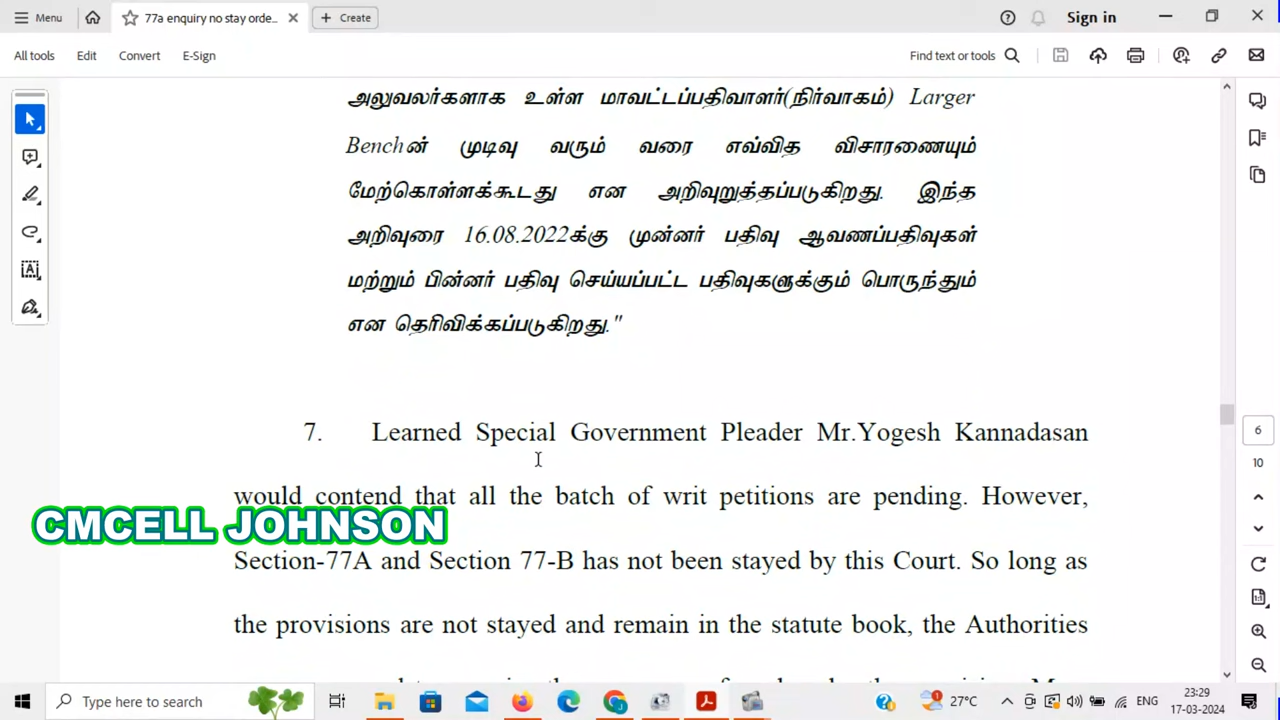 Menu
77a enquiry no stay orde...
Create
Sign in
All tools
Edit
Convert
E-Sign
Find text or tools
அலுவலர்களாக உள்ள மாவட்டப்பதிவாளர்(நிர்வாகம்) Larger
Benchன் முடிவு வரும் வரை எவ்வித விசாரணையும்
மேற்கொள்ளக்கூடது என அறிவுறுத்தப்படுகிறது. இந்த
அறிவுரை 16.08.2022க்கு முன்னர் பதிவு ஆவணப்பதிவுகள்
மற்றும் பின்னர் பதிவு செய்யப்பட்ட பதிவுகளுக்கும் பொருந்தும்
என தெரிவிக்கப்படுகிறது."
7. Learned Special Government Pleader Mr.Yogesh Kannadasan
would contend that all the batch of writ petitions are pending. However,
CMCELL JOHNSON
Section-77A and Section 77-B has not been stayed by this Court. So long as
the provisions are not stayed and remain in the statute book, the Authorities
6
10
1:1
Type here to search
1
27°C
ENG
23:29
17-03-2024